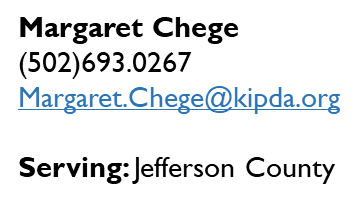 Margaret Chege
(502)693.0267
Margaret.Chege@kipda.org
Serving: Jefferson County